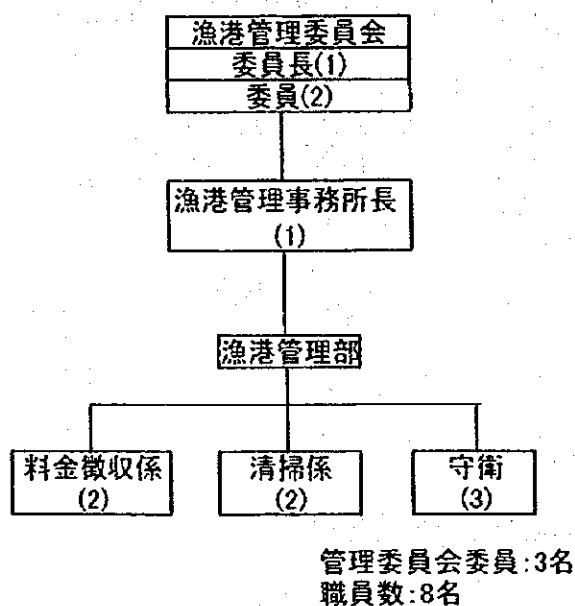 漁港管理委員会
委員長(1)
委員(2)
漁港管理事務所長
(1)
漁港管理部
料金徴収係
(2)
清掃係
(2)
守衛
(3)
管理委員会委員:3名
職員数:8名